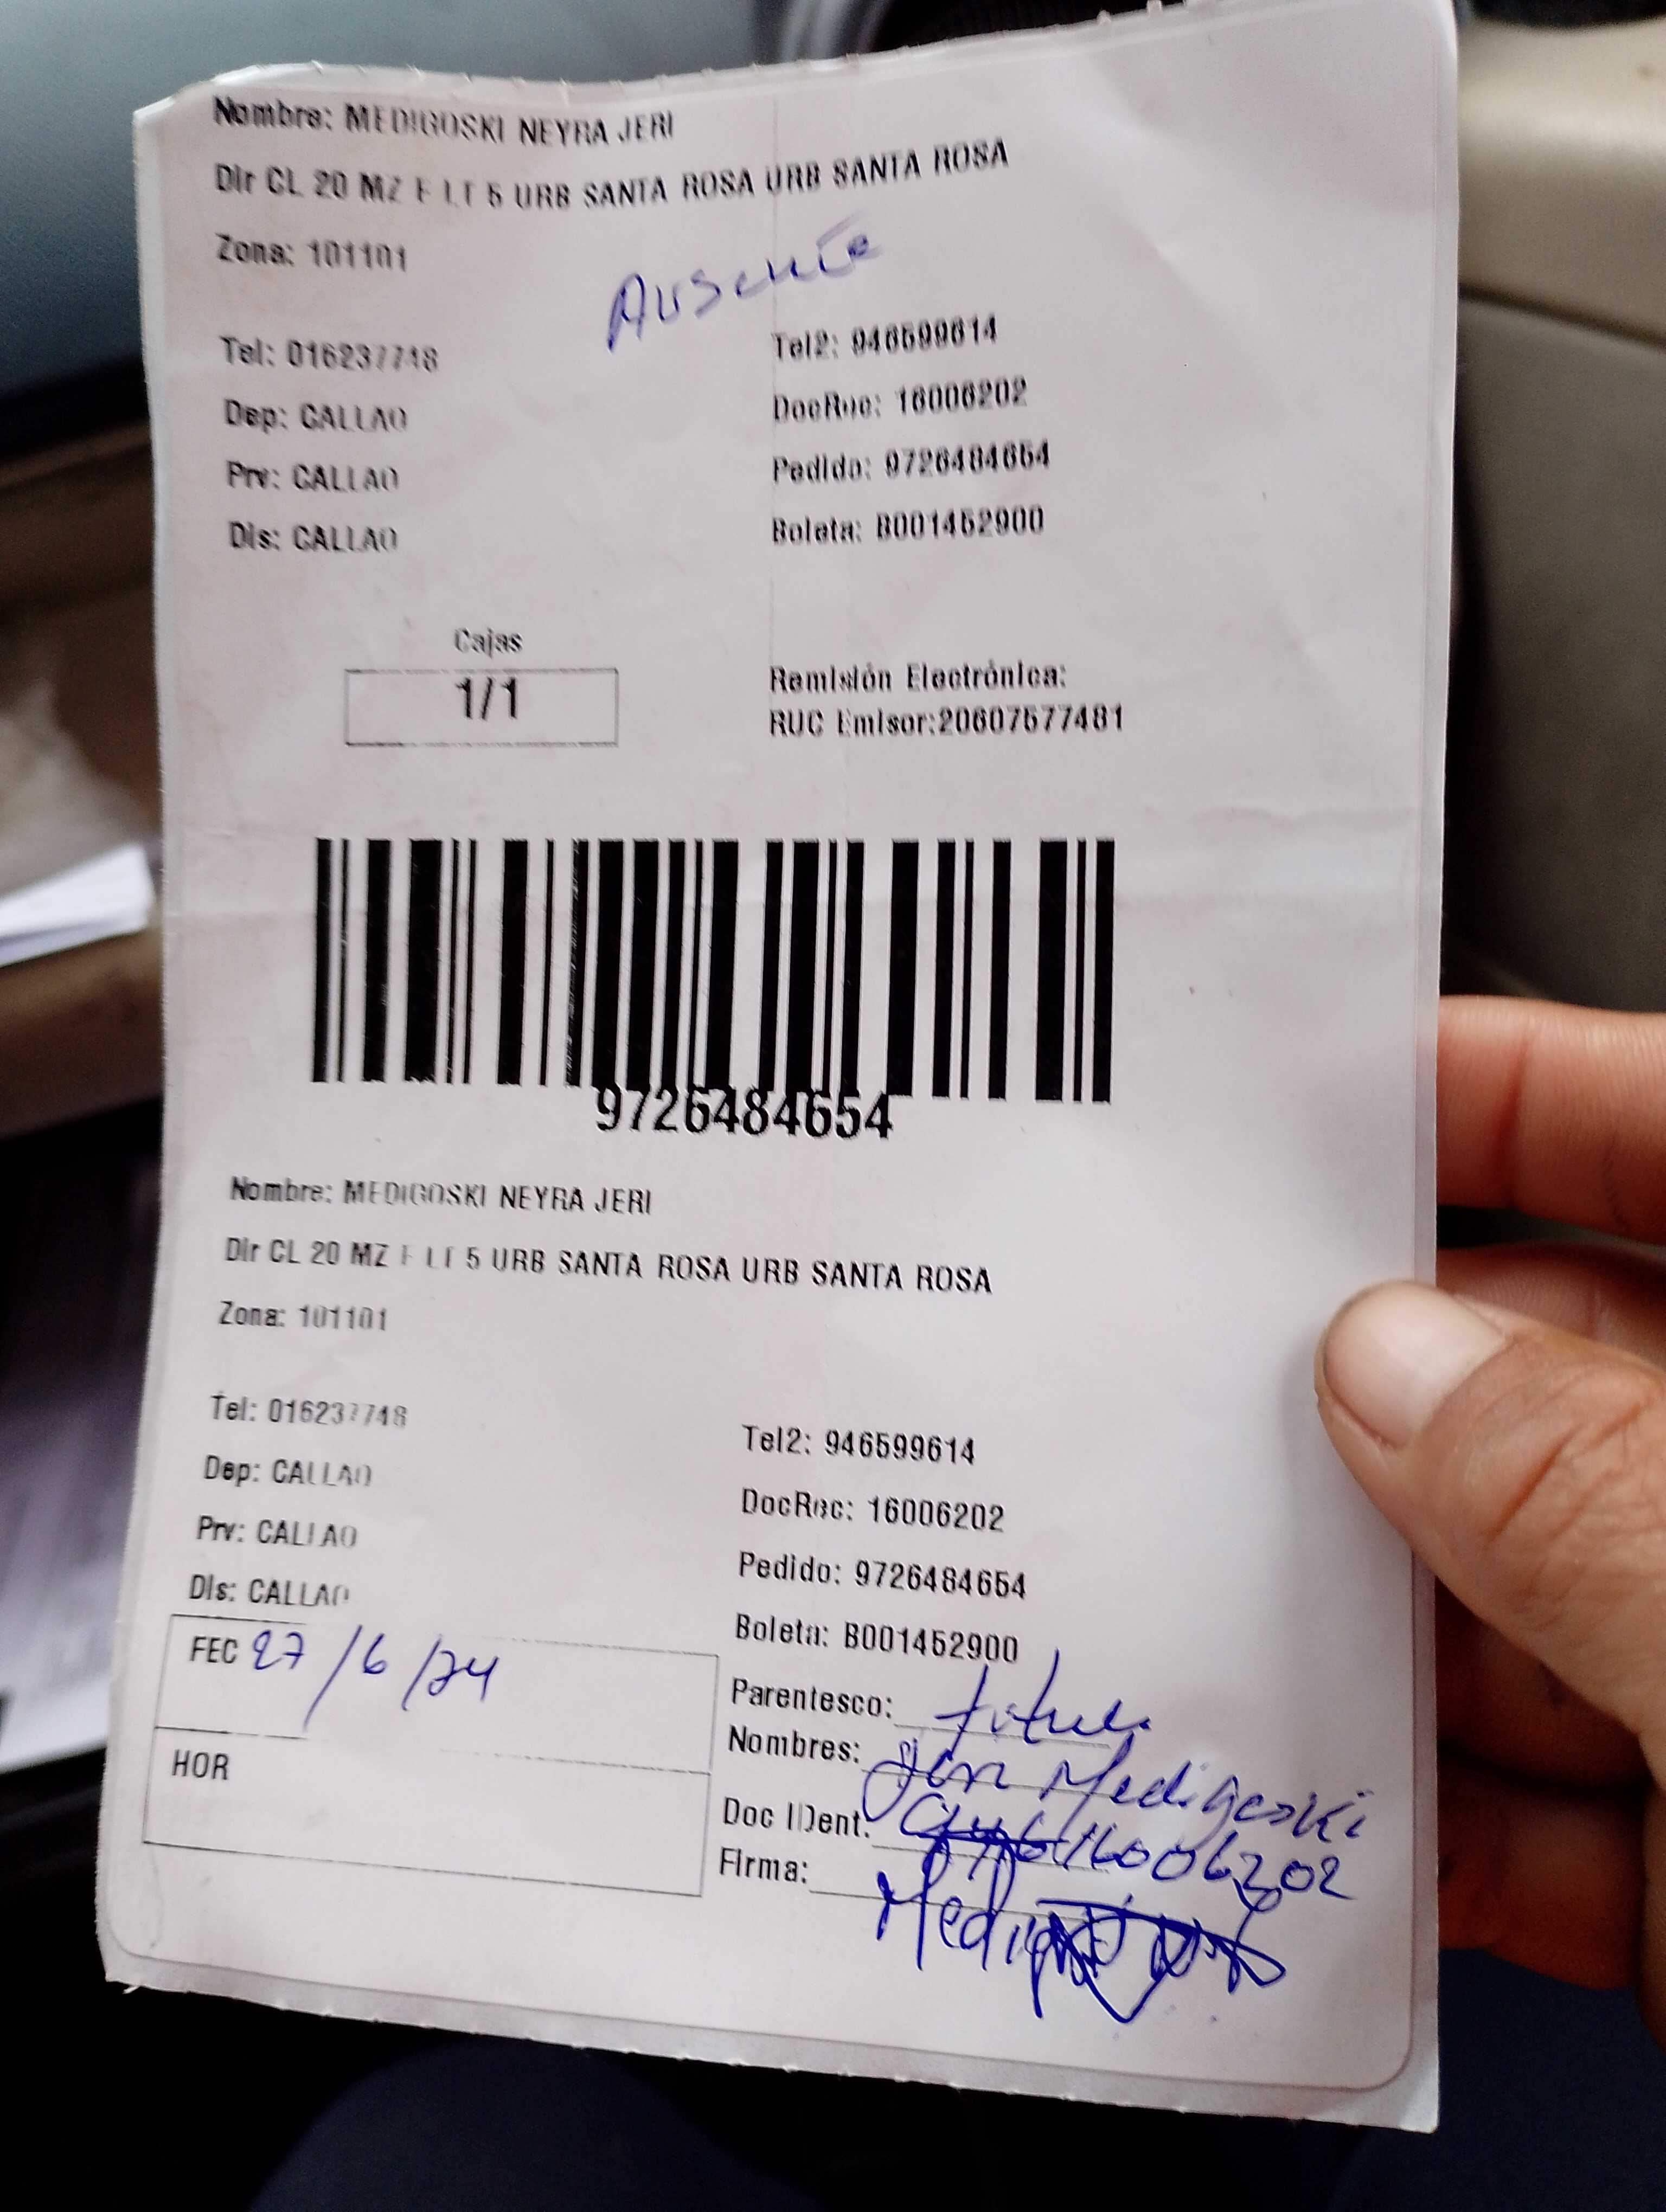 Nombre: MEDIGOSKI NEYRA JERI
Dir CL 20 MZ F LT 5 URB SANTA ROSA URB SANTA ROSA
Zona: 101101
Ausente
Tel: 016237748 Tel2: 946599614
Dep: CALLAO DocRec: 16006202
Prv: CALLAO Pedido: 9726484654
Dis: CALLAO Boleta: B001452900
Cajas
1/1
Remisión Electrónica:
RUC Emisor:20607577481
9726484654
Nombre: MEDIGOSKI NEYRA JERI
Dir CL 20 MZ F LT 5 URB SANTA ROSA URB SANTA ROSA
Zona: 101101
Tel: 016237748 Tel2: 946599614
Dep: CALLAO DocRec: 16006202
Prv: CALLAO Pedido: 9726484654
Dis: CALLAO Boleta: B001452900
FEC 27/6/24
HOR
Parentesco: titular
Nombres: Jeri Medigoski
Doc IDent: 16006202
Firma: